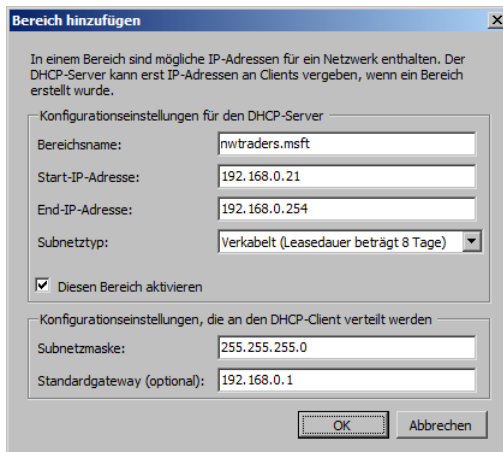 Bereich hinzufügen
In einem Bereich sind mögliche IP-Adressen für ein Netzwerk enthalten. Der
DHCP-Server kann erst IP-Adressen an Clients vergeben, wenn ein Bereich
erstellt wurde.
Konfigurationseinstellungen für den DHCP-Server
Bereichsname: nwtraders.msft
Start-IP-Adresse: 192.168.0.21
End-IP-Adresse: 192.168.0.254
Subnetztyp: Verkabelt (Leasedauer beträgt 8 Tage)
Diesen Bereich aktivieren
Konfigurationseinstellungen, die an den DHCP-Client verteilt werden
Subnetzmaske: 255.255.255.0
Standardgateway (optional): 192.168.0.1
OK Abbrechen